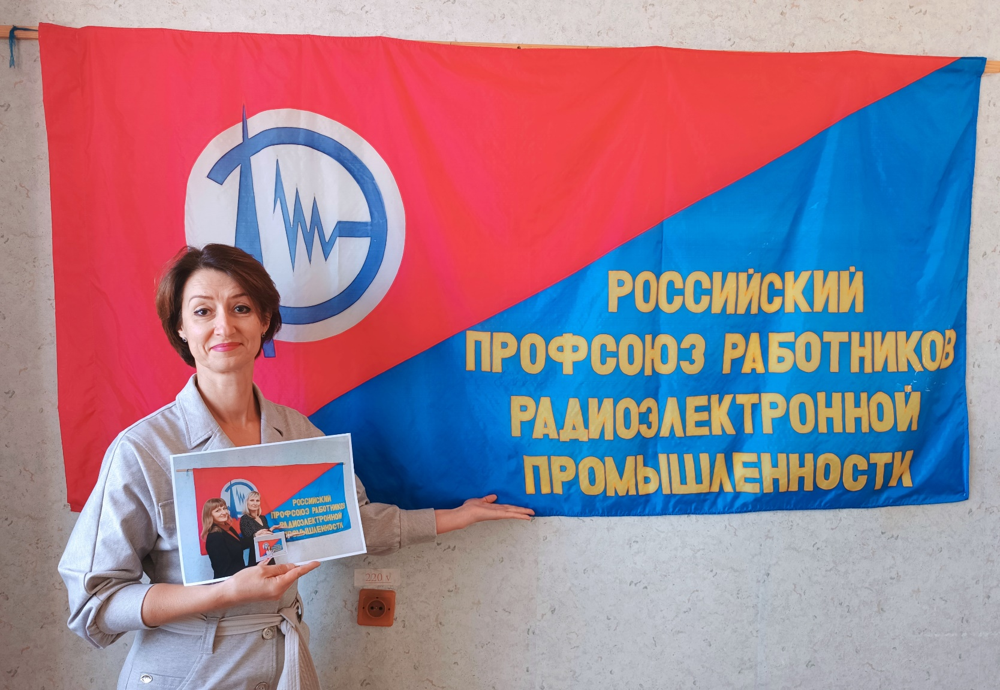 РОССИЙСКИЙ
ПРОФСОЮЗ РАБОТНИКОВ
РАДИОЭЛЕКТРОННОЙ
ПРОМЫШЛЕННОСТИ
РОССИЙСКИЙ
ПРОФСОЮЗ РАБОТНИКОВ
РАДИОЭЛЕКТРОННОЙ
ПРОМЫШЛЕННОСТИ
220 v